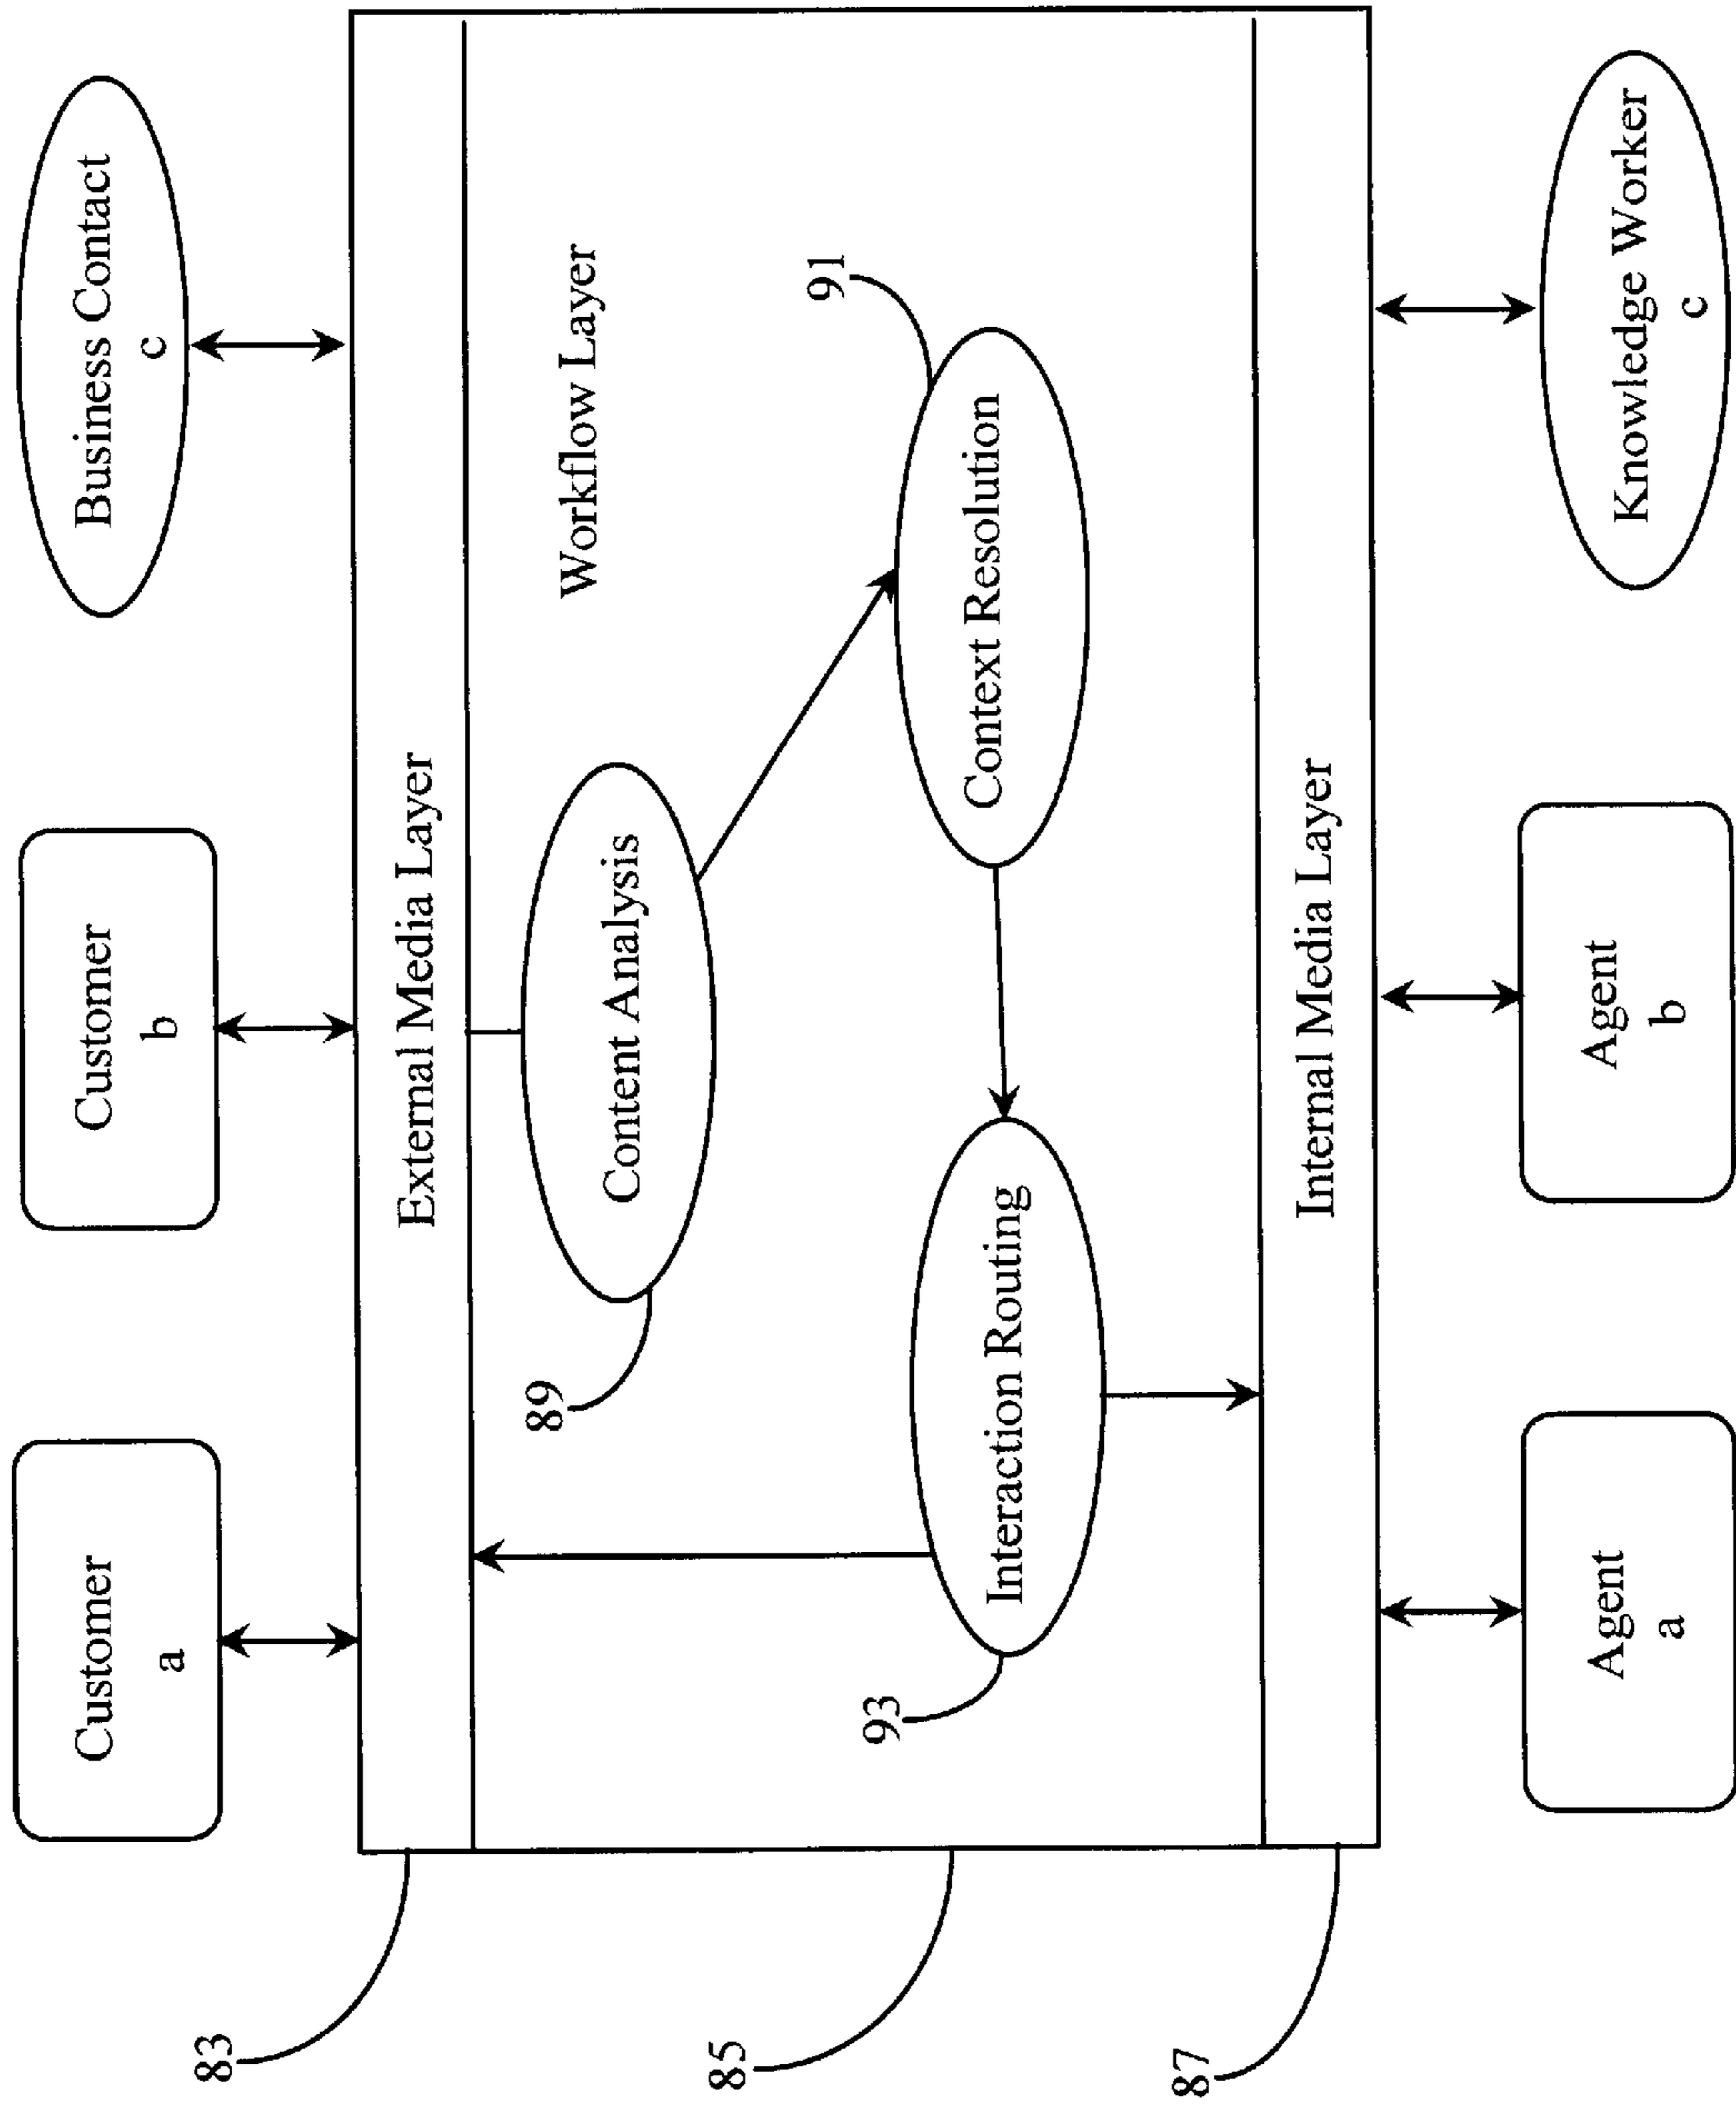 Customer
a
Customer
b
Business Contact
c
83
External Media Layer
85
Workflow Layer
89
Content Analysis
91
Context Resolution
93
Interaction Routing
87
Internal Media Layer
Agent
a
Agent
b
Knowledge Worker
c